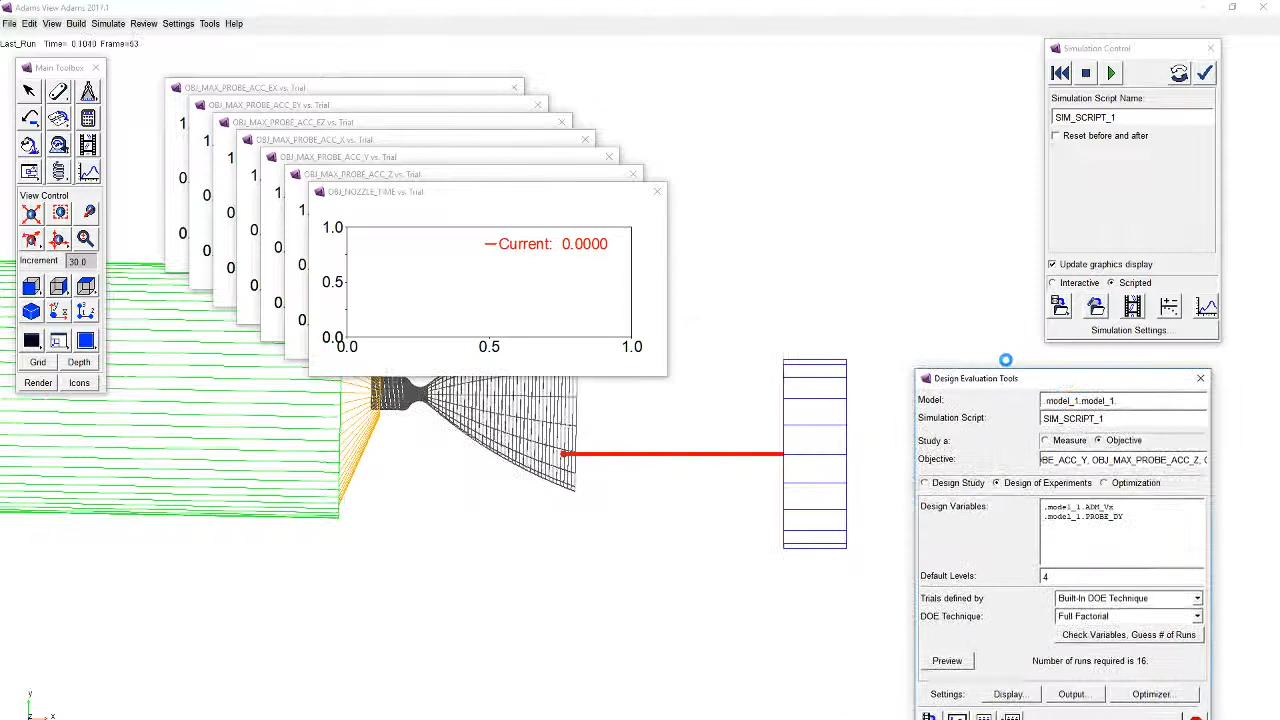 Adams View Adams 2017.1
File Edit View Build Simulate Review Settings Tools Help
Last_Run Time= 0.1040 Frame=63
Main Toolbox
View Control
Increment 30.0
Grid Depth
Render Icons
OBJ_MAX_PROBE_ACC_EX vs. Trial
OBJ_MAX_PROBE_ACC_EY vs. Trial
OBJ_MAX_PROBE_ACC_EZ vs. Trial
OBJ_MAX_PROBE_ACC_X vs. Trial
OBJ_MAX_PROBE_ACC_Y vs. Trial
OBJ_MAX_PROBE_ACC_Z vs. Trial
OBJ_NOZZLE_TIME vs. Trial
1.0
Current: 0.0000
0.5
0.0
0.0 0.5 1.0
Simulation Control
Simulation Script Name:
SIM_SCRIPT_1
Reset before and after
Update graphics display
Interactive Scripted
Simulation Settings...
Design Evaluation Tools
Model: .model_1.model_1.
Simulation Script: SIM_SCRIPT_1
Study a: Measure Objective
Objective: BE_ACC_Y, OBJ_MAX_PROBE_ACC_Z,
Design Study Design of Experiments Optimization
Design Variables: .model_1.ADM_Vx
.model_1.PROBE_DY
Default Levels: 4
Trials defined by Built-In DOE Technique
DOE Technique: Full Factorial
Check Variables, Guess # of Runs
Preview Number of runs required is 16.
Settings: Display... Output... Optimizer...
y
z x